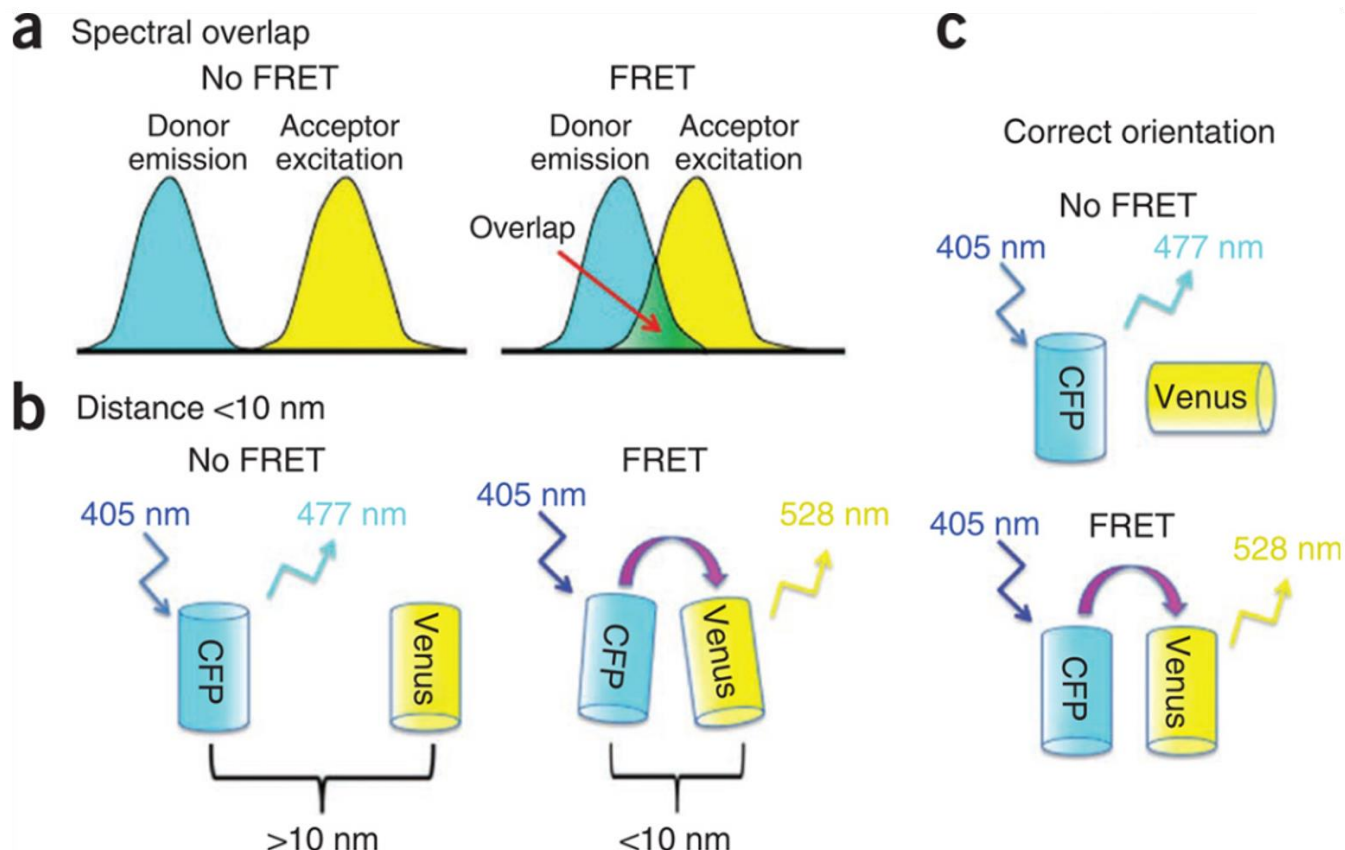 a
Spectral overlap
No FRET
Donor
emission
Acceptor
excitation
FRET
Donor
emission
Acceptor
excitation
Overlap
b
Distance <10 nm
No FRET
405 nm
477 nm
CFP
Venus
>10 nm
FRET
405 nm
528 nm
CFP
Venus
<10 nm
c
Correct orientation
No FRET
405 nm
477 nm
CFP
Venus
405 nm
FRET
528 nm
CFP
Venus